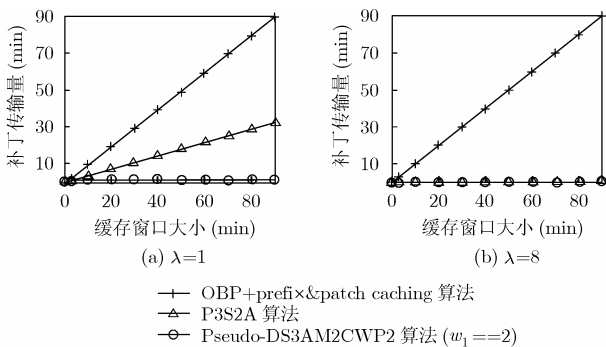 90
70
50
30
10
补丁传输量 (min)
0 20 40 60 80
缓存窗口大小 (min)
(a) λ=1
90
70
50
30
10
补丁传输量 (min)
0 20 40 60 80
缓存窗口大小 (min)
(b) λ=8
OBP+prefix&patch caching 算法
P3S2A 算法
Pseudo-DS3AM2CWP2 算法 (w₁==2)